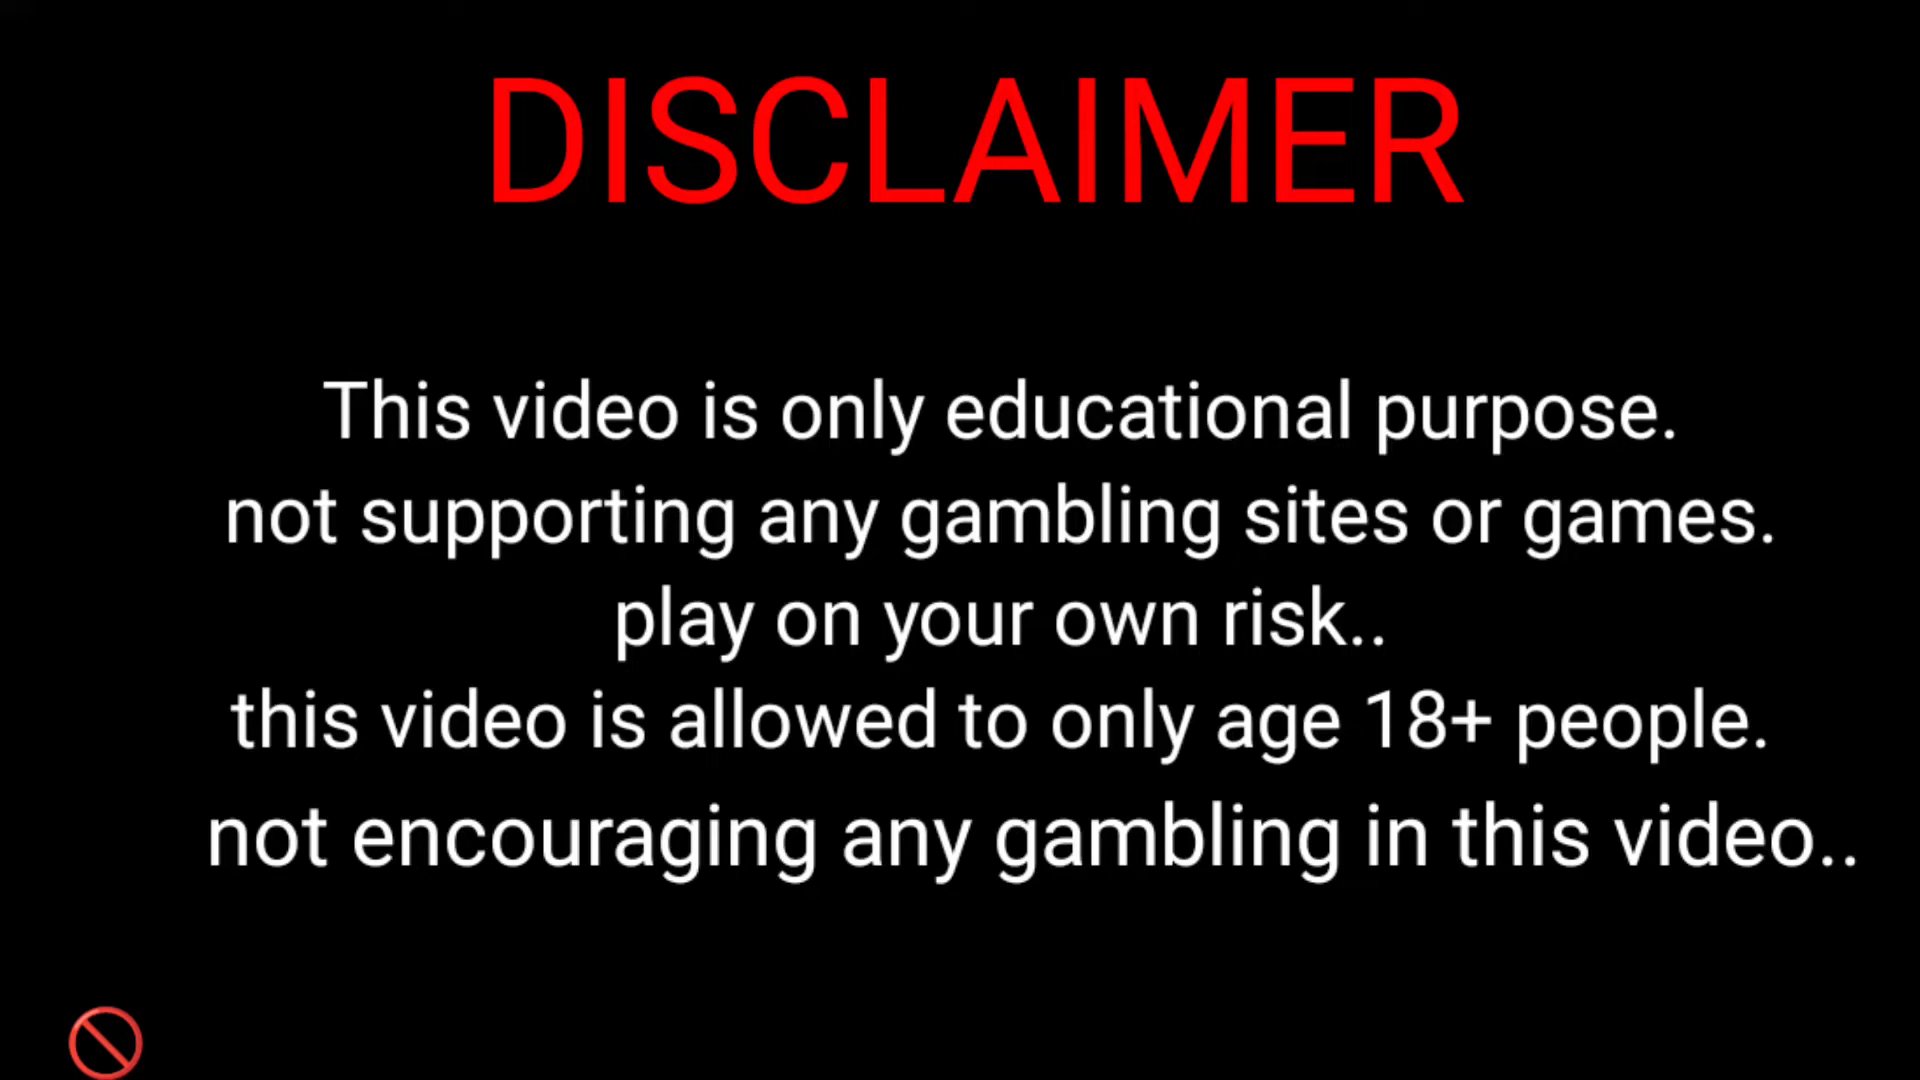 DISCLAIMER
This video is only educational purpose.
not supporting any gambling sites or games.
play on your own risk..
this video is allowed to only age 18+ people.
not encouraging any gambling in this video..